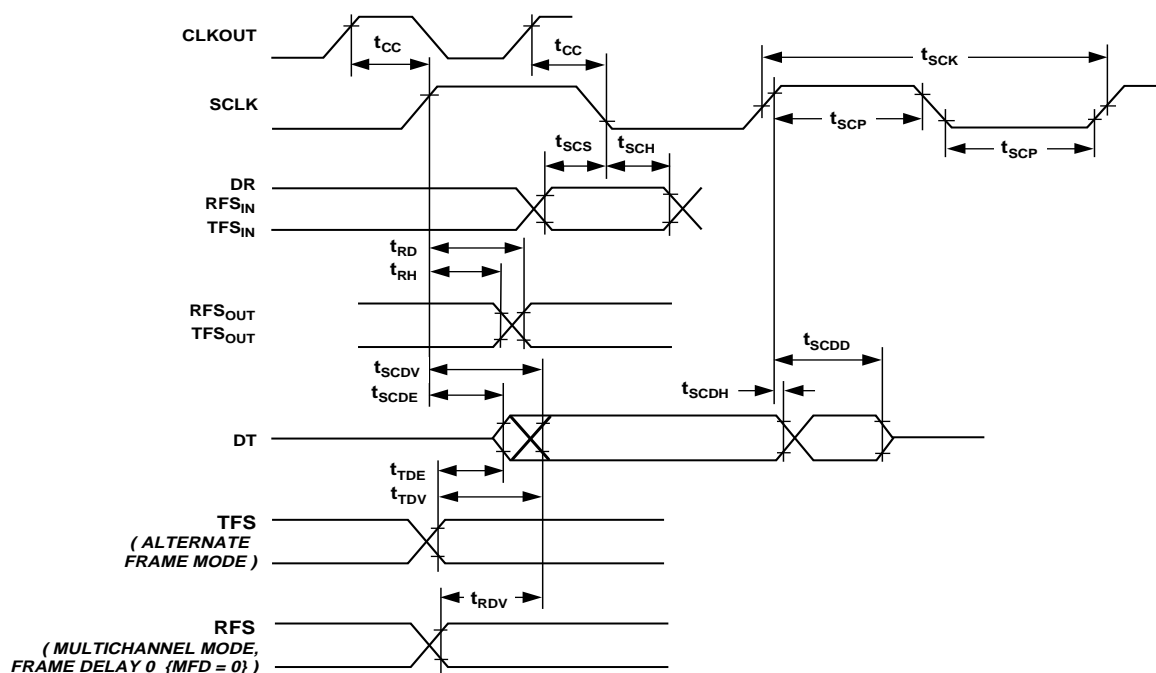 CLKOUT
tCC
tCC
tSCK
SCLK
tSCP
tSCP
tSCS
tSCH
DR
RFSIN
TFSIN
tRD
tRH
RFSOUT
TFSOUT
tSCDV
tSCDE
tSCDD
tSCDH
DT
tTDE
tTDV
TFS
( ALTERNATE
FRAME MODE )
tRDV
RFS
( MULTICHANNEL MODE,
FRAME DELAY 0 {MFD = 0} )